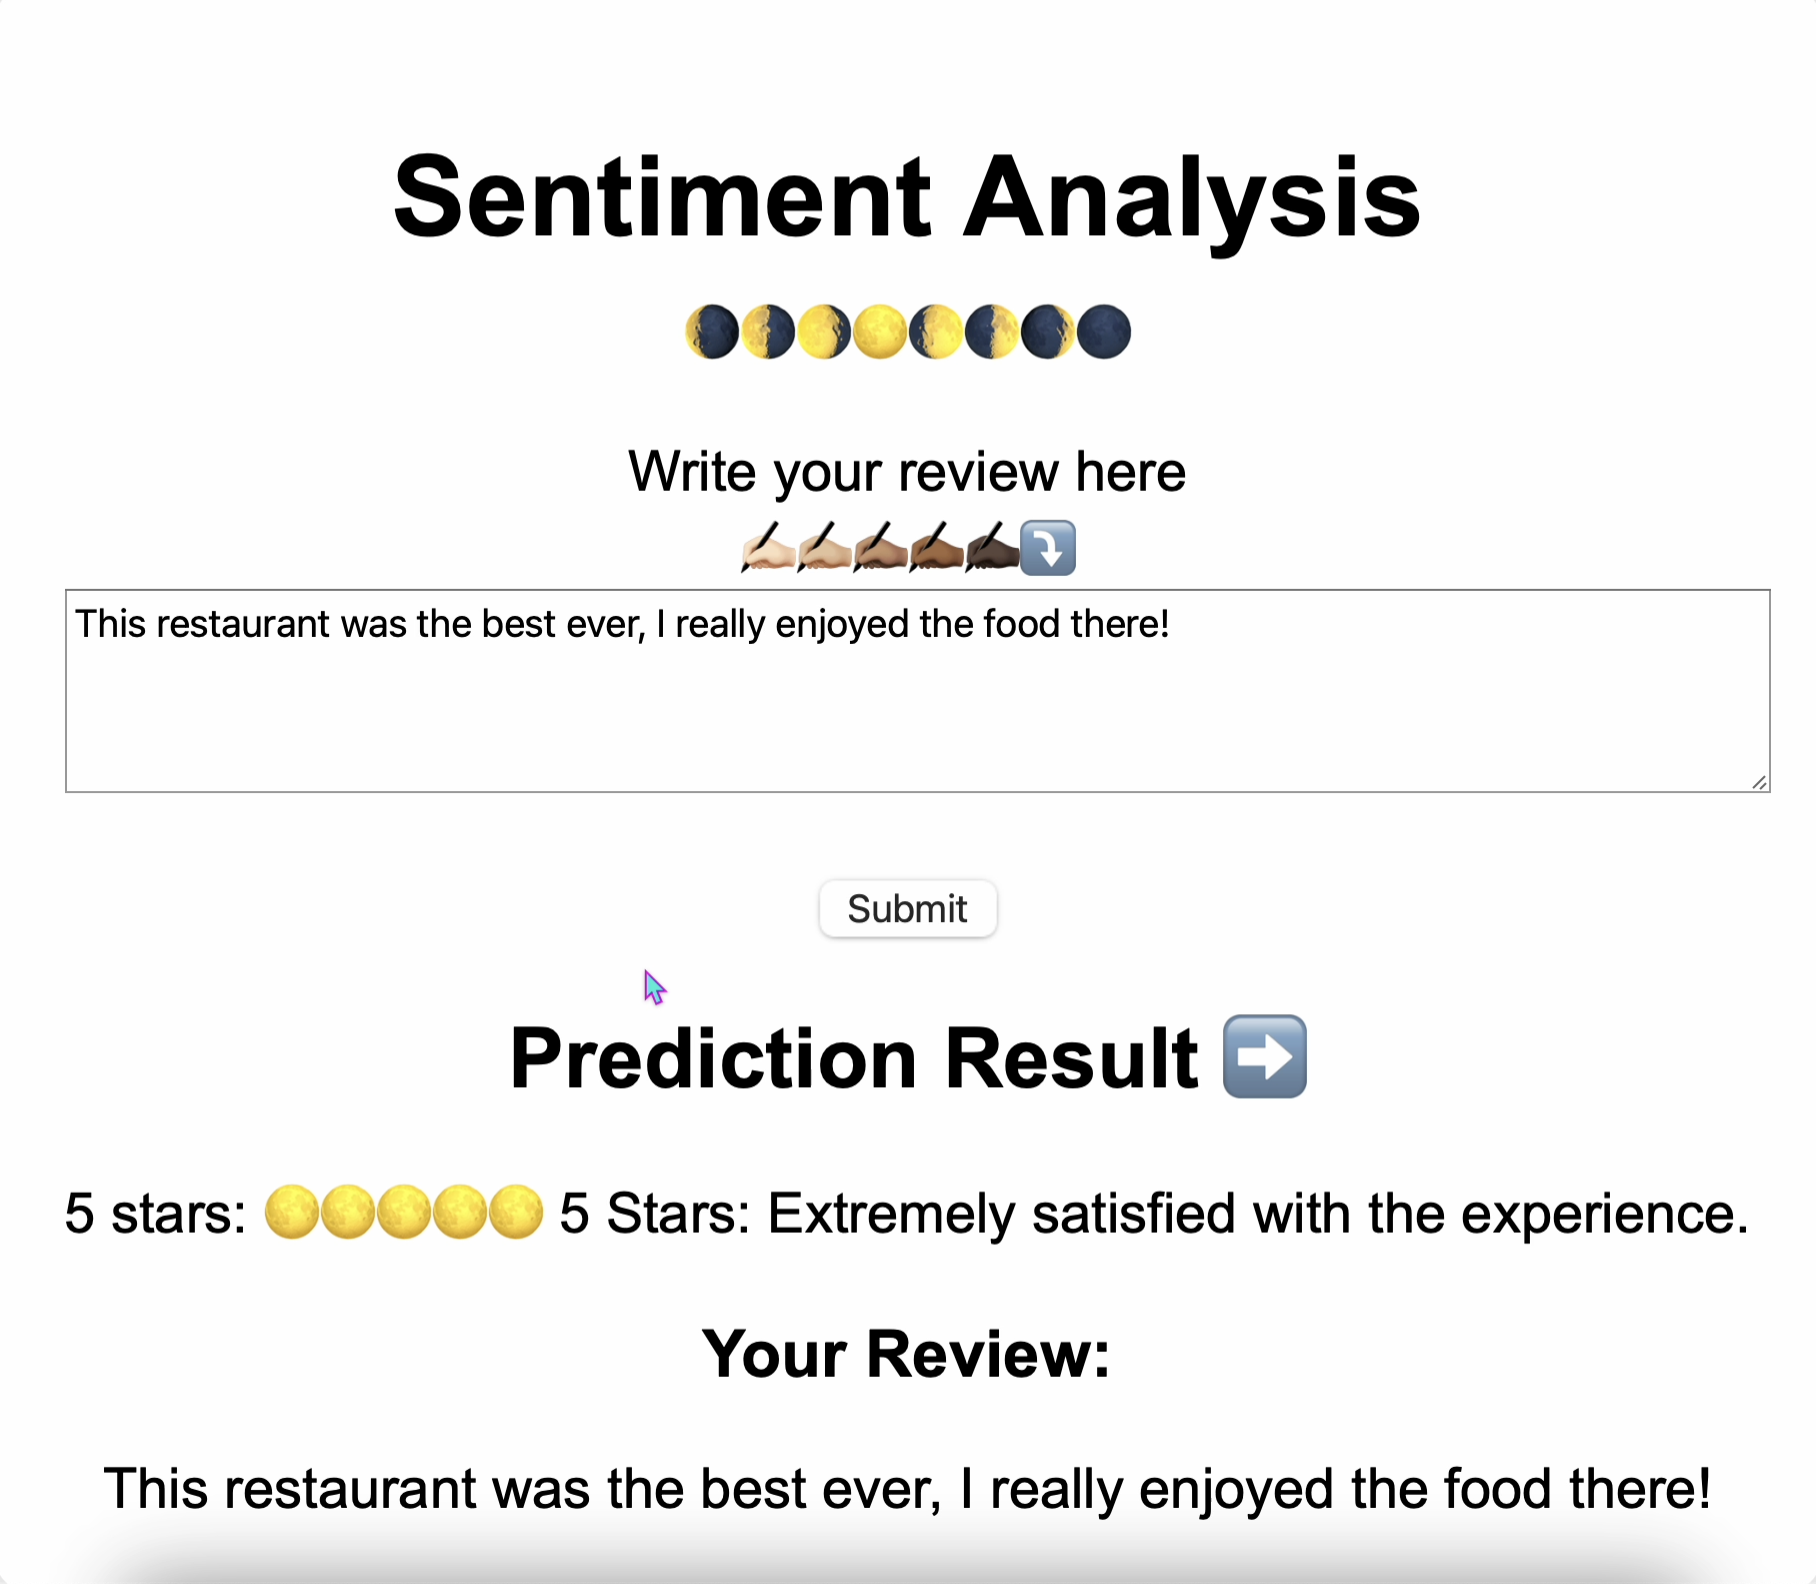 Sentiment Analysis
🌘🌗🌖🌕🌔🌓🌒🌑
Write your review here
✍🏻✍🏼✍🏽✍🏾✍🏿⤵️
This restaurant was the best ever, I really enjoyed the food there!
Submit
Prediction Result ➡️
5 stars: 🌕🌕🌕🌕🌕 5 Stars: Extremely satisfied with the experience.
Your Review:
This restaurant was the best ever, I really enjoyed the food there!